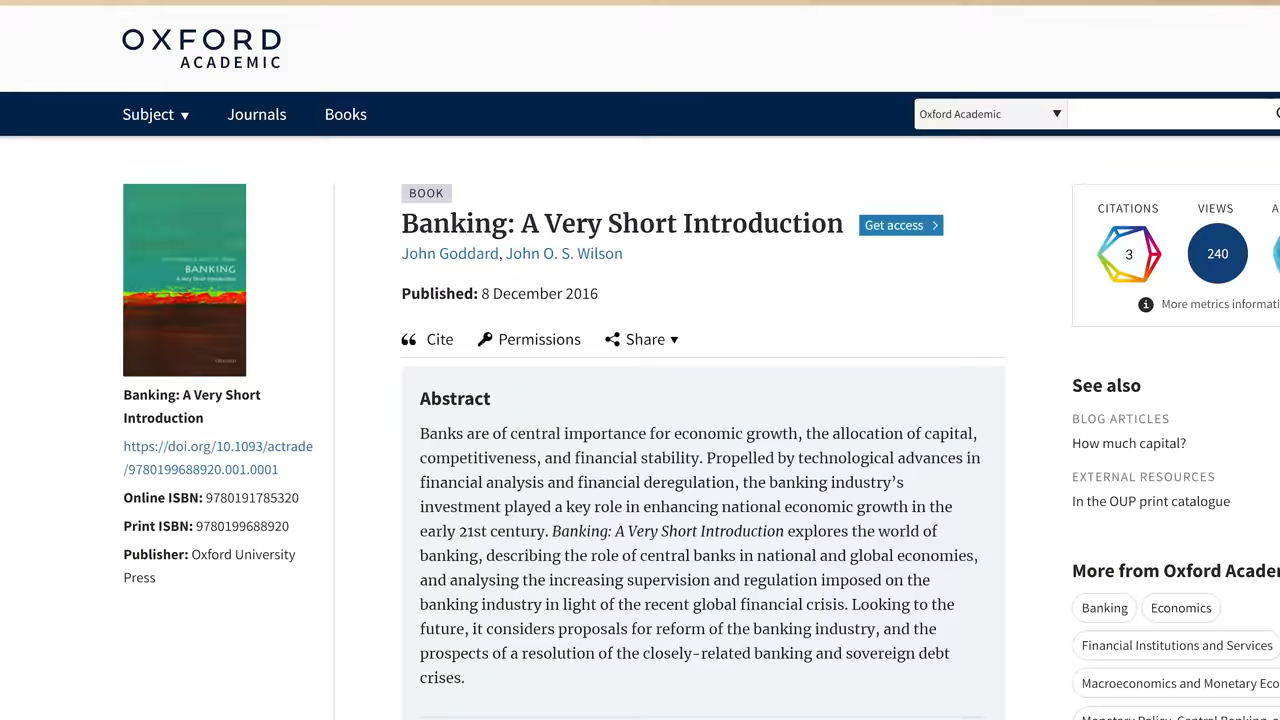 OXFORD
ACADEMIC
Subject ▼ Journals Books
Oxford Academic ▼
BANKING
A Very Short Introduction
OXFORD
Banking: A Very Short
Introduction
https://doi.org/10.1093/actrade
/9780199688920.001.0001
Online ISBN: 9780191785320
Print ISBN: 9780199688920
Publisher: Oxford University
Press
BOOK
Banking: A Very Short Introduction Get access >
John Goddard, John O. S. Wilson
Published: 8 December 2016
Cite Permissions Share ▼
Abstract
Banks are of central importance for economic growth, the allocation of capital,
competitiveness, and financial stability. Propelled by technological advances in
financial analysis and financial deregulation, the banking industry’s
investment played a key role in enhancing national economic growth in the
early 21st century. Banking: A Very Short Introduction explores the world of
banking, describing the role of central banks in national and global economies,
and analysing the increasing supervision and regulation imposed on the
banking industry in light of the recent global financial crisis. Looking to the
future, it considers proposals for reform of the banking industry, and the
prospects of a resolution of the closely-related banking and sovereign debt
crises.
CITATIONS VIEWS A
3 240
More metrics informati
See also
BLOG ARTICLES
How much capital?
EXTERNAL RESOURCES
In the OUP print catalogue
More from Oxford Acade
Banking Economics
Financial Institutions and Services
Macroeconomics and Monetary Eco
Monetary Policy, Central Banking, a